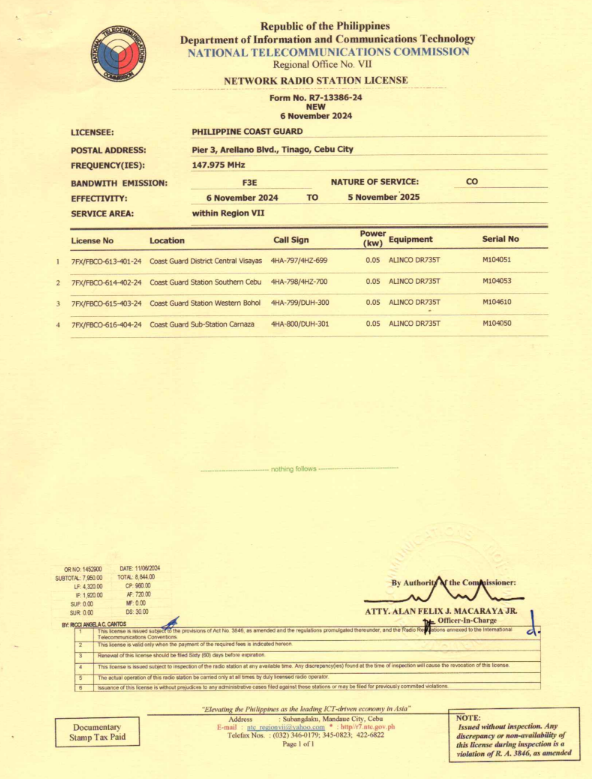 NATIONAL TELECOMMUNICATIONS
COMMISSION
Republic of the Philippines
Department of Information and Communications Technology
NATIONAL TELECOMMUNICATIONS COMMISSION
Regional Office No. VII
NETWORK RADIO STATION LICENSE
Form No. R7-13386-24
NEW
6 November 2024
LICENSEE: PHILIPPINE COAST GUARD
POSTAL ADDRESS: Pier 3, Arellano Blvd., Tinago, Cebu City
FREQUENCY(IES): 147.975 MHz
BANDWITH EMISSION: F3E NATURE OF SERVICE: CO
EFFECTIVITY: 6 November 2024 TO 5 November 2025
SERVICE AREA: within Region VII
License No Location Call Sign Power (kw) Equipment Serial No
1 7FX/FBCO-613-401-24 Coast Guard District Central Visayas 4HA-797/4HZ-699 0.05 ALINCO DR735T M104051
2 7FX/FBCO-614-402-24 Coast Guard Station Southern Cebu 4HA-798/4HZ-700 0.05 ALINCO DR735T M104053
3 7FX/FBCO-615-403-24 Coast Guard Station Western Bohol 4HA-799/DUH-300 0.05 ALINCO DR735T M104610
4 7FX/FBCO-616-404-24 Coast Guard Sub-Station Camaza 4HA-800/DUH-301 0.05 ALINCO DR735T M104050
nothing follows
OR NO: 1452900 DATE: 11/06/2024
SUBTOTAL: 7,950.00 TOTAL: 8,644.00
LF: 4,320.00 CP: 960.00
IF: 1,920.00 AF: 720.00
SUF: 0.00 MF: 0.00
SUR: 0.00 DS: 30.00
BY: RICCI ANGELA C. CANTOS
By Authority of the Commissioner:
ATTY. ALAN FELIX J. MACARAYA JR.
Officer-In-Charge
1 This license is issued subject to the provisions of Act No. 3846, as amended and the regulations promulgated thereunder, and the Radio Regulations annexed to the International
Telecommunications Conventions.
2 This license is valid only when the payment of the required fees is indicated hereon.
3 Renewal of this license should be filed Sixty (60) days before expiration.
4 This license is issued subject to inspection of the radio station at any available time. Any discrepancy(ies) found at the time of inspection will cause the revocation of this license.
5 The actual operation of this radio station be carried only at all times by duly licensed radio operator.
6 Issuance of this license is without prejudices to any administrative cases filed against those stations or may be filed for previously commited violations.
"Elevating the Philippines as the leading ICT-driven economy in Asia"
Address : Subangdaku, Mandaue City, Cebu
E-mail : ntc_regionvii@yahoo.com * : http://r7.ntc.gov.ph
Telefax Nos. : (032) 346-0179; 345-0823; 422-6822
Page 1 of 1
Documentary
Stamp Tax Paid
NOTE:
Issued without inspection. Any
discrepancy or non-availability of
this license during inspection is a
violation of R. A. 3846, as amended